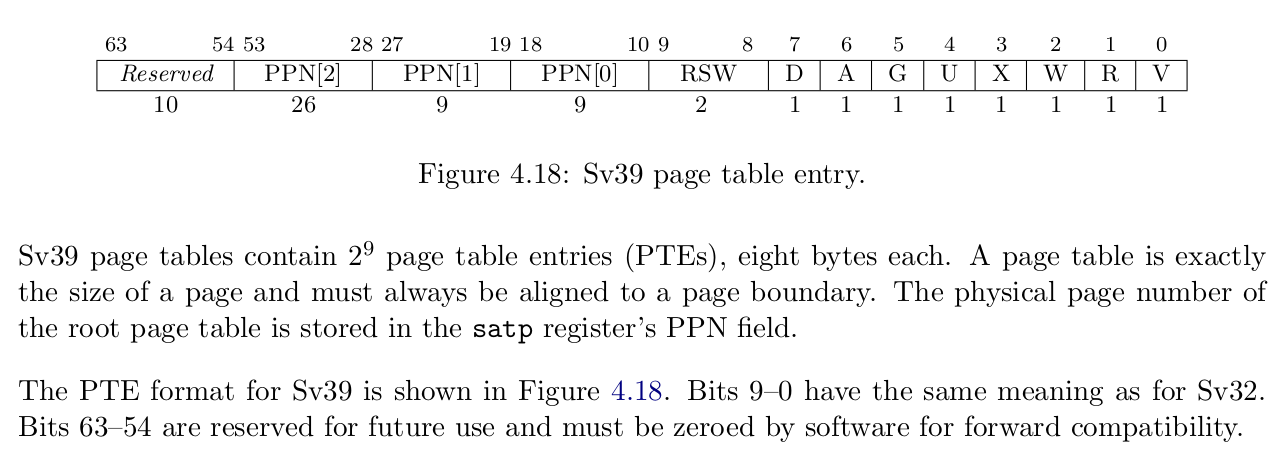 63 54 53 28 27 19 18 10 9 8 7 6 5 4 3 2 1 0
Reserved PPN[2] PPN[1] PPN[0] RSW D A G U X W R V
10 26 9 9 2 1 1 1 1 1 1 1 1
Figure 4.18: Sv39 page table entry.
Sv39 page tables contain 2⁹ page table entries (PTEs), eight bytes each. A page table is exactly
the size of a page and must always be aligned to a page boundary. The physical page number of
the root page table is stored in the satp register's PPN field.
The PTE format for Sv39 is shown in Figure 4.18. Bits 9–0 have the same meaning as for Sv32.
Bits 63–54 are reserved for future use and must be zeroed by software for forward compatibility.